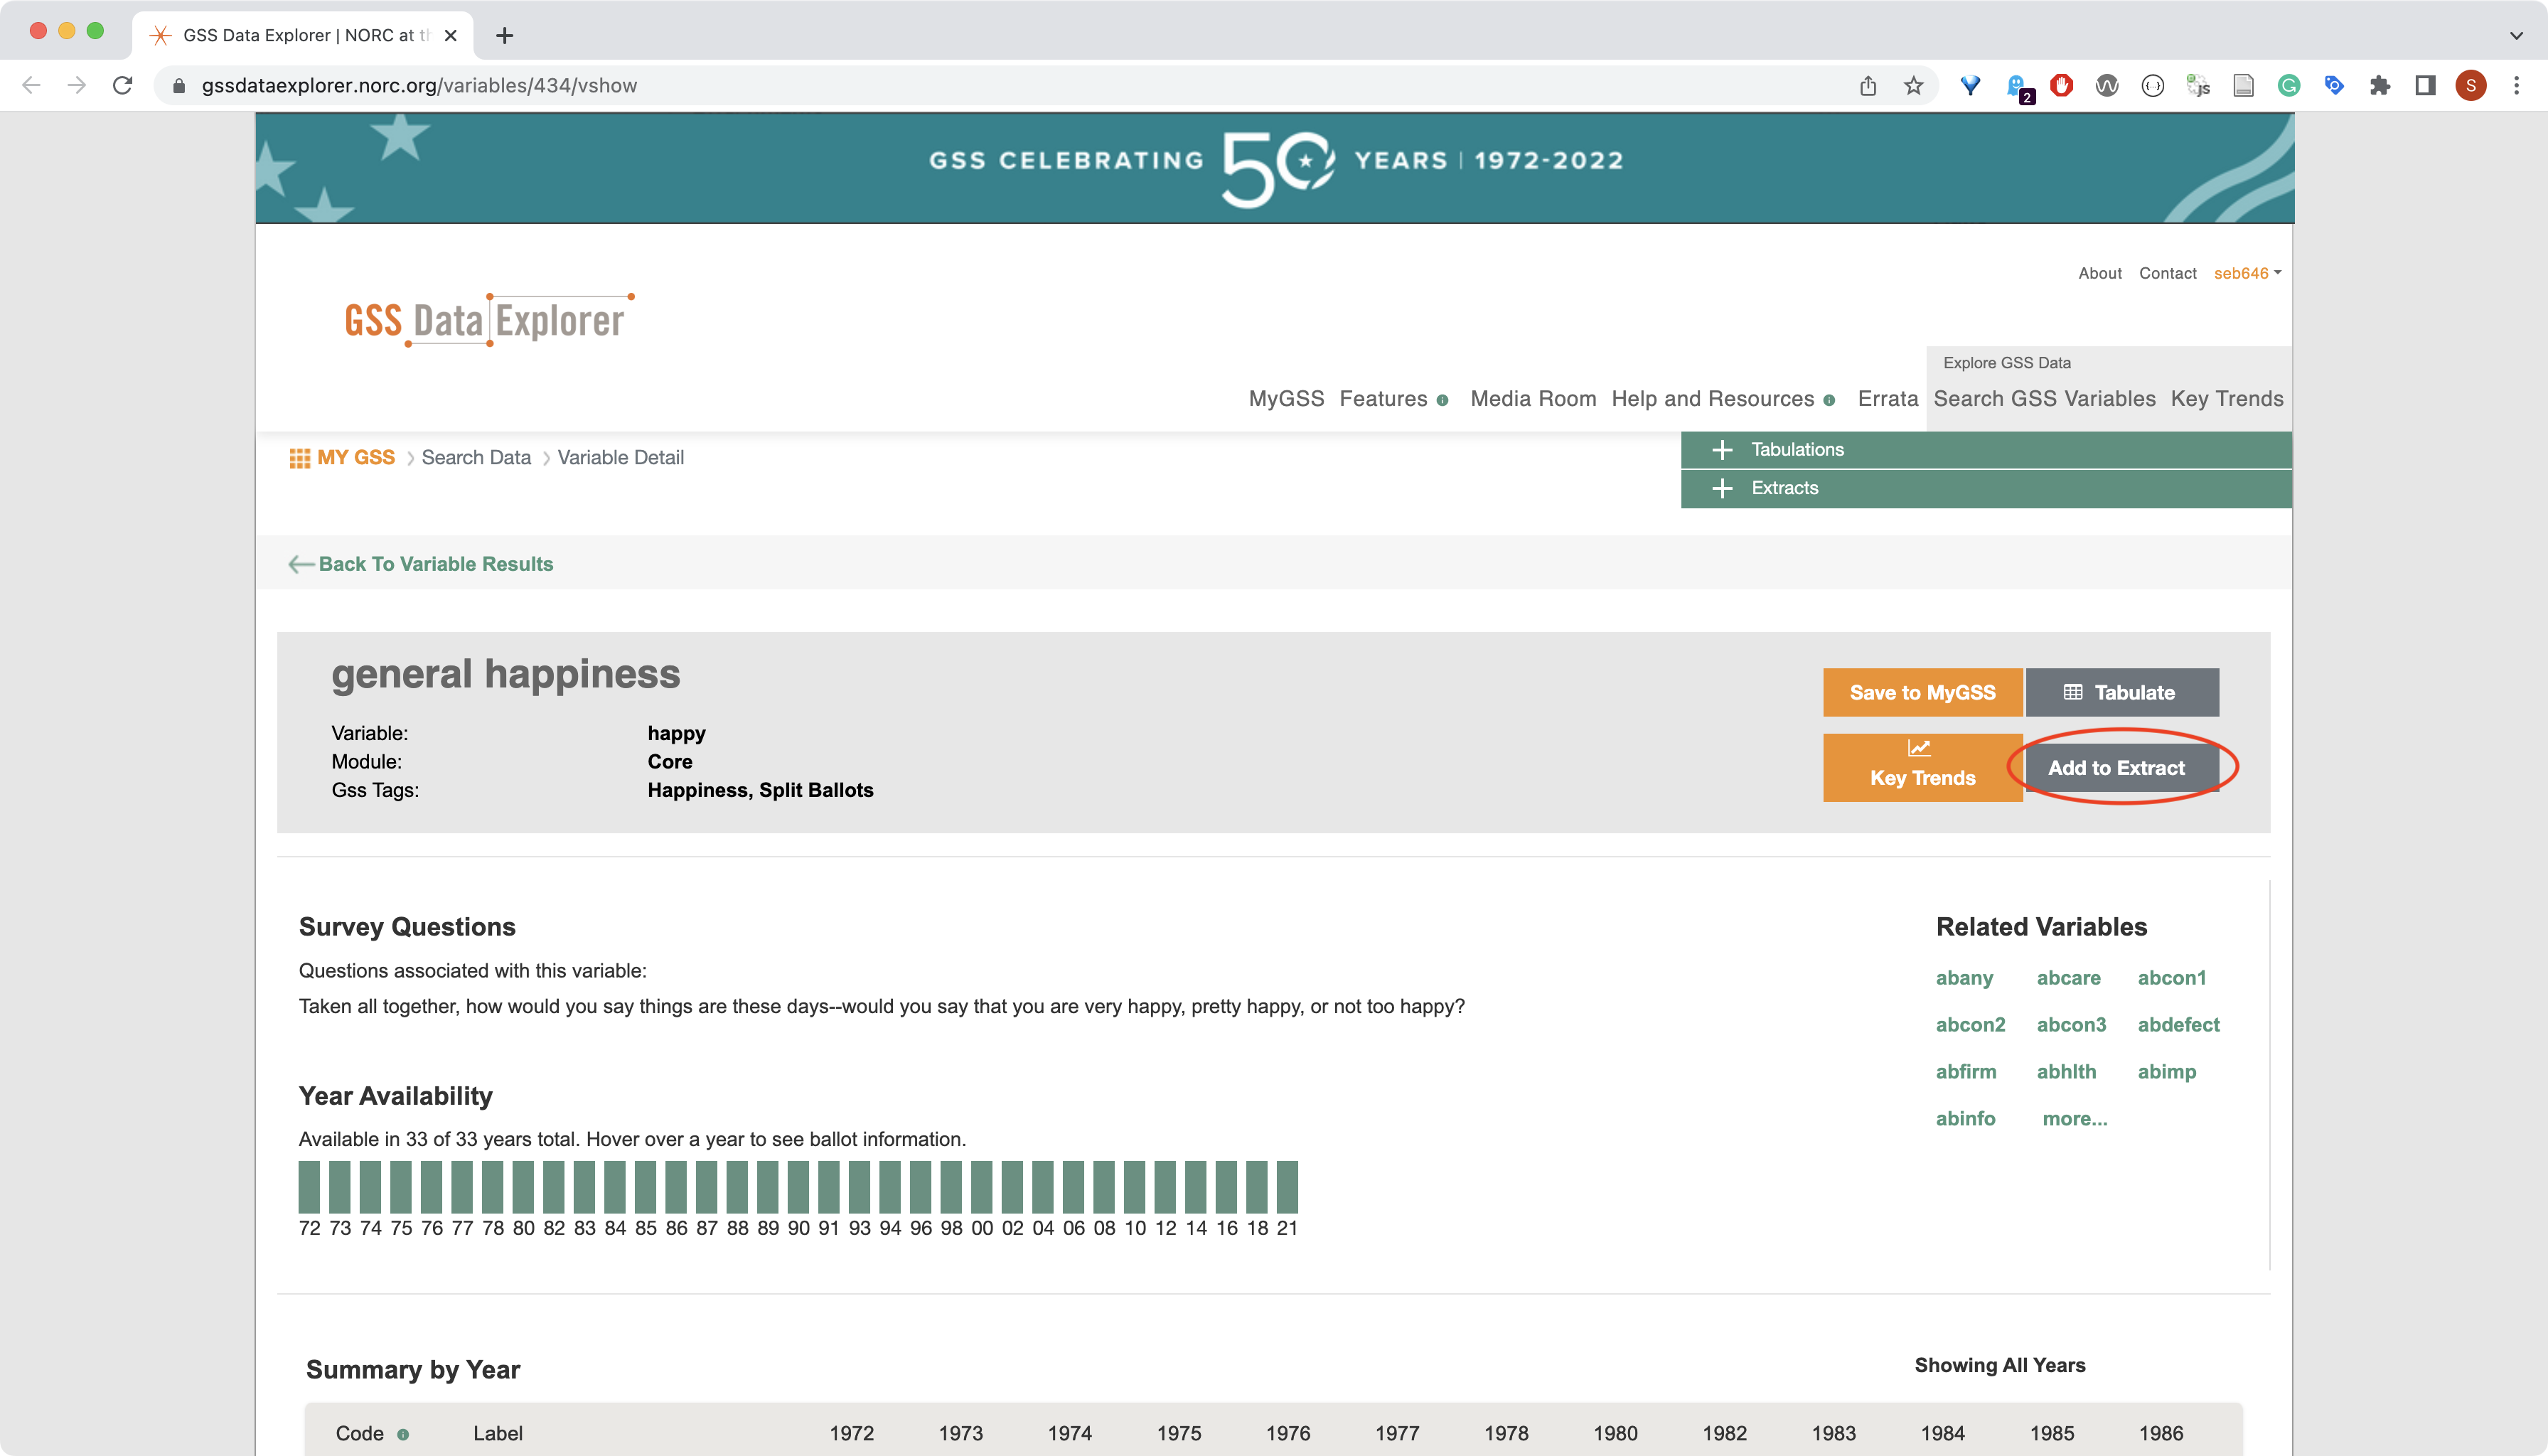 GSS Data Explorer | NORC at th
gssdataexplorer.norc.org/variables/434/vshow
2
JS
G
S
GSS CELEBRATING 50 YEARS | 1972-2022
About Contact seb646
GSS Data Explorer
Explore GSS Data
MyGSS Features Media Room Help and Resources Errata Search GSS Variables Key Trends
MY GSS Search Data Variable Detail
Tabulations
Extracts
Back To Variable Results
general happiness
Variable: happy
Module: Core
Gss Tags: Happiness, Split Ballots
Save to MyGSS Tabulate
Key Trends Add to Extract
Survey Questions
Questions associated with this variable:
Taken all together, how would you say things are these days--would you say that you are very happy, pretty happy, or not too happy?
Related Variables
abany abcare abcon1
abcon2 abcon3 abdefect
abfirm abhlth abimp
abinfo more...
Year Availability
Available in 33 of 33 years total. Hover over a year to see ballot information.
72 73 74 75 76 77 78 80 82 83 84 85 86 87 88 89 90 91 93 94 96 98 00 02 04 06 08 10 12 14 16 18 21
Summary by Year
Showing All Years
Code Label 1972 1973 1974 1975 1976 1977 1978 1980 1982 1983 1984 1985 1986